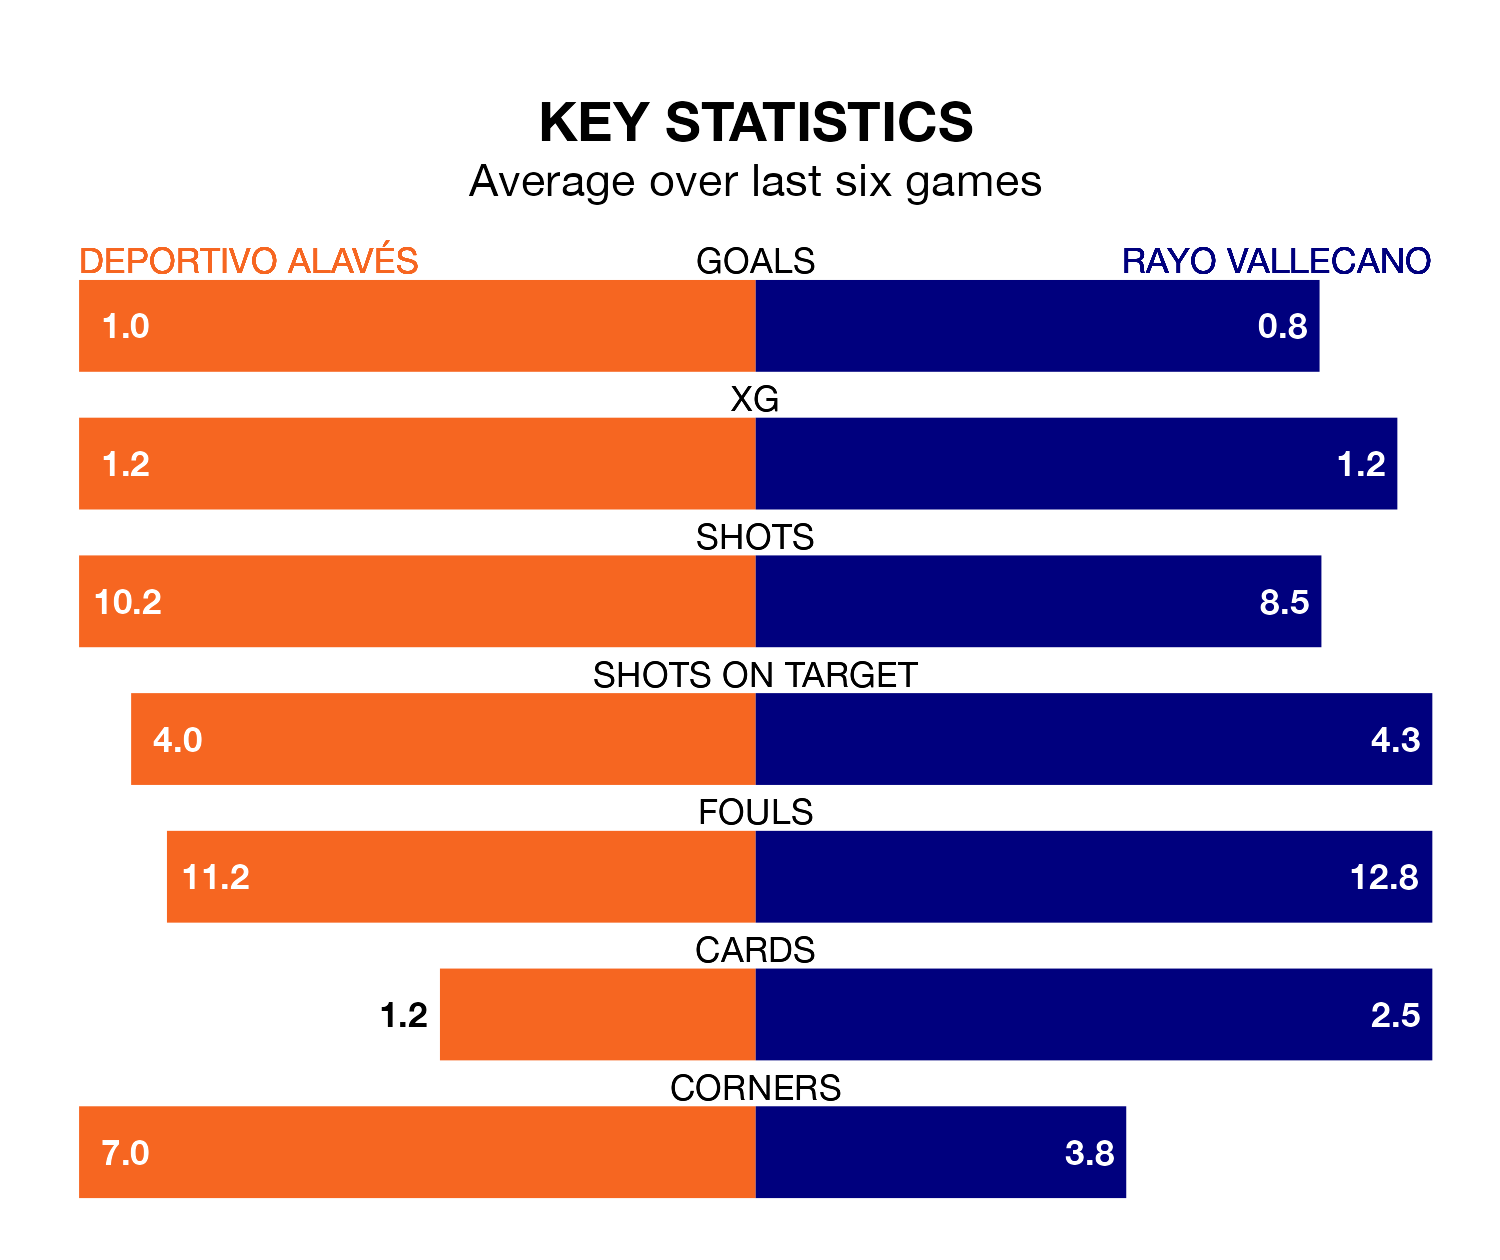 KEY STATISTICS
Average over last six games
DEPORTIVO ALAVÉS GOALS RAYO VALLECANO
1.0 0.8
XG
1.2 1.2
SHOTS
10.2 8.5
SHOTS ON TARGET
4.0 4.3
FOULS
11.2 12.8
CARDS
1.2 2.5
CORNERS
7.0 3.8